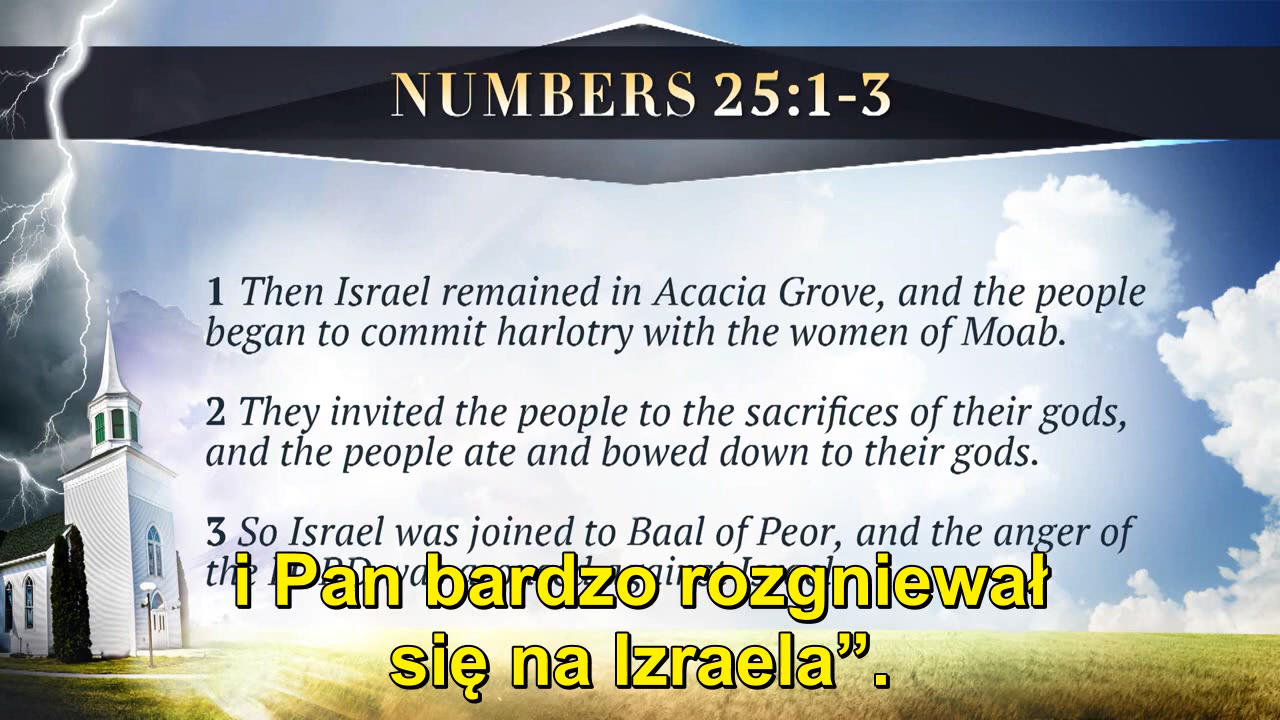 NUMBERS 25:1-3
1 Then Israel remained in Acacia Grove, and the people
began to commit harlotry with the women of Moab.
2 They invited the people to the sacrifices of their gods,
and the people ate and bowed down to their gods.
3 So Israel was joined to Baal of Peor, and the anger of
the
i Pan bardzo rozgniewał
się na Izraela”.